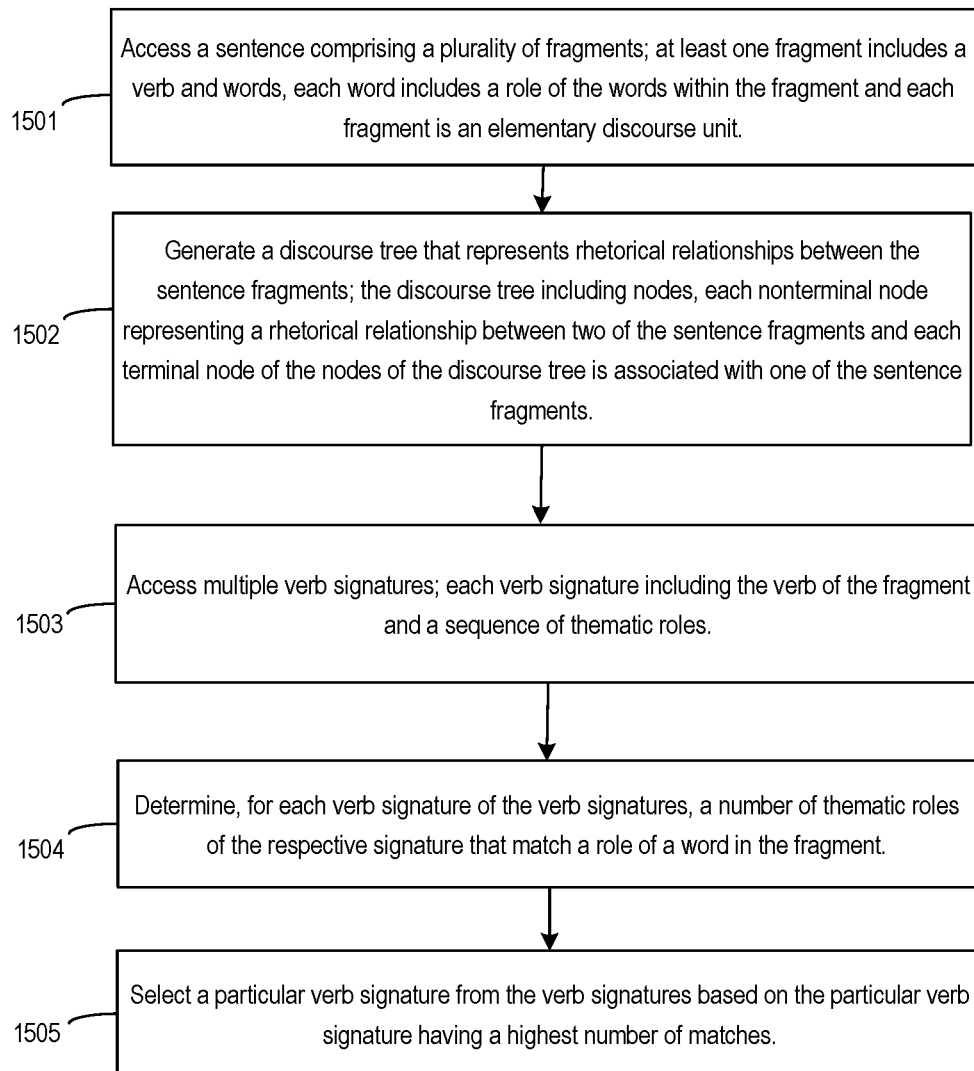 Access a sentence comprising a plurality of fragments; at least one fragment includes a
verb and words, each word includes a role of the words within the fragment and each
fragment is an elementary discourse unit.
1501
Generate a discourse tree that represents rhetorical relationships between the
sentence fragments; the discourse tree including nodes, each nonterminal node
representing a rhetorical relationship between two of the sentence fragments and each
terminal node of the nodes of the discourse tree is associated with one of the sentence
fragments.
1502
Access multiple verb signatures; each verb signature including the verb of the fragment
and a sequence of thematic roles.
1503
Determine, for each verb signature of the verb signatures, a number of thematic roles
of the respective signature that match a role of a word in the fragment.
1504
Select a particular verb signature from the verb signatures based on the particular verb
signature having a highest number of matches.
1505